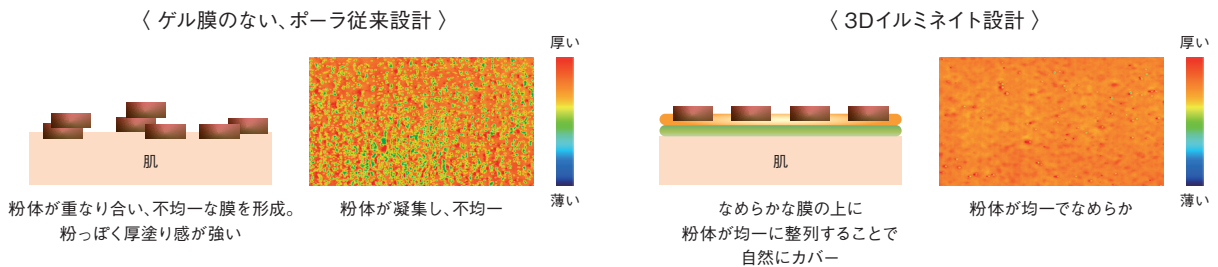 〈 ゲル膜のない、ポーラ従来設計 〉
厚い
肌
薄い
粉体が重なり合い、不均一な膜を形成。
粉っぽく厚塗り感が強い
粉体が凝集し、不均一
〈 3Dイルミネイト設計 〉
厚い
肌
薄い
なめらかな膜の上に
粉体が均一に整列することで
自然にカバー
粉体が均一でなめらか